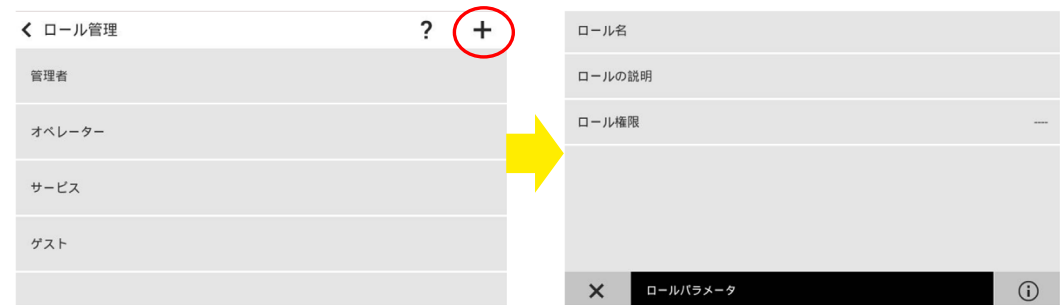 ロール管理
?
+
管理者
オペレーター
サービス
ゲスト
ロール名
ロールの説明
ロール権限 ----
ロールパラメータ